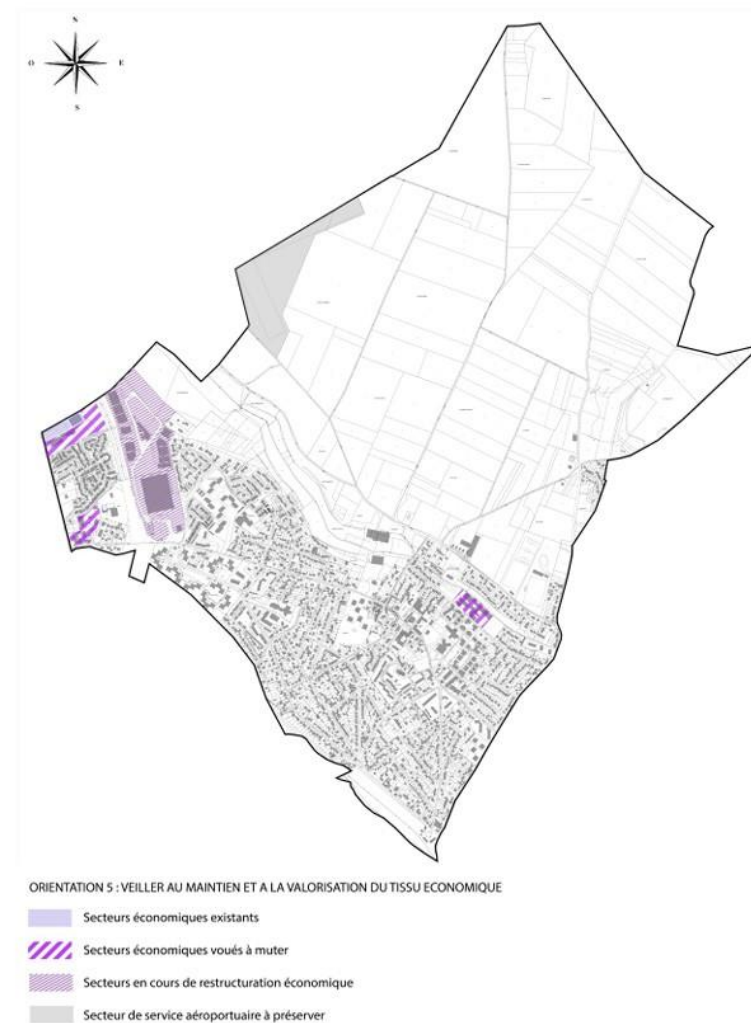 S
O E
S
ORIENTATION 5 : VEILLER AU MAINTIEN ET A LA VALORISATION DU TISSU ECONOMIQUE
Secteurs économiques existants
Secteurs économiques voués à muter
Secteurs en cours de restructuration économique
Secteur de service aéroportuaire à préserver